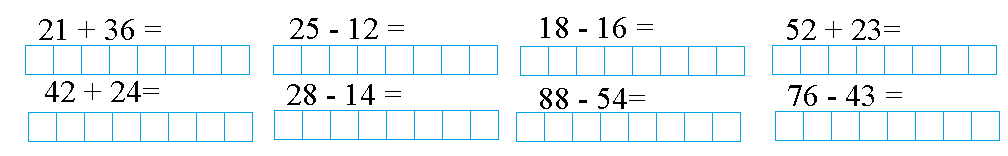 21 + 36 = 25 - 12 = 18 - 16 = 52 + 23=
42 + 24= 28 - 14 = 88 - 54= 76 - 43 =